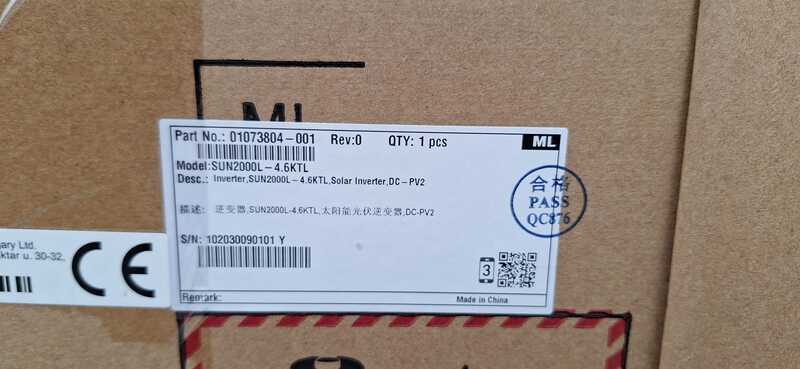 ML
Part No.: 01073804-001 Rev:0 QTY: 1 pcs ML
Model:SUN2000L-4.6KTL
Desc.: Inverter,SUN2000L-4.6KTL,Solar Inverter,DC-PV2
合格
PASS
QC876
描述: 逆变器,SUN2000L-4.6KTL,太阳能光伏逆变器,DC-PV2
S/N: 102030090101 Y
gary Ltd.
ktar u. 30-32,
CE
3
Remark:
Made in China